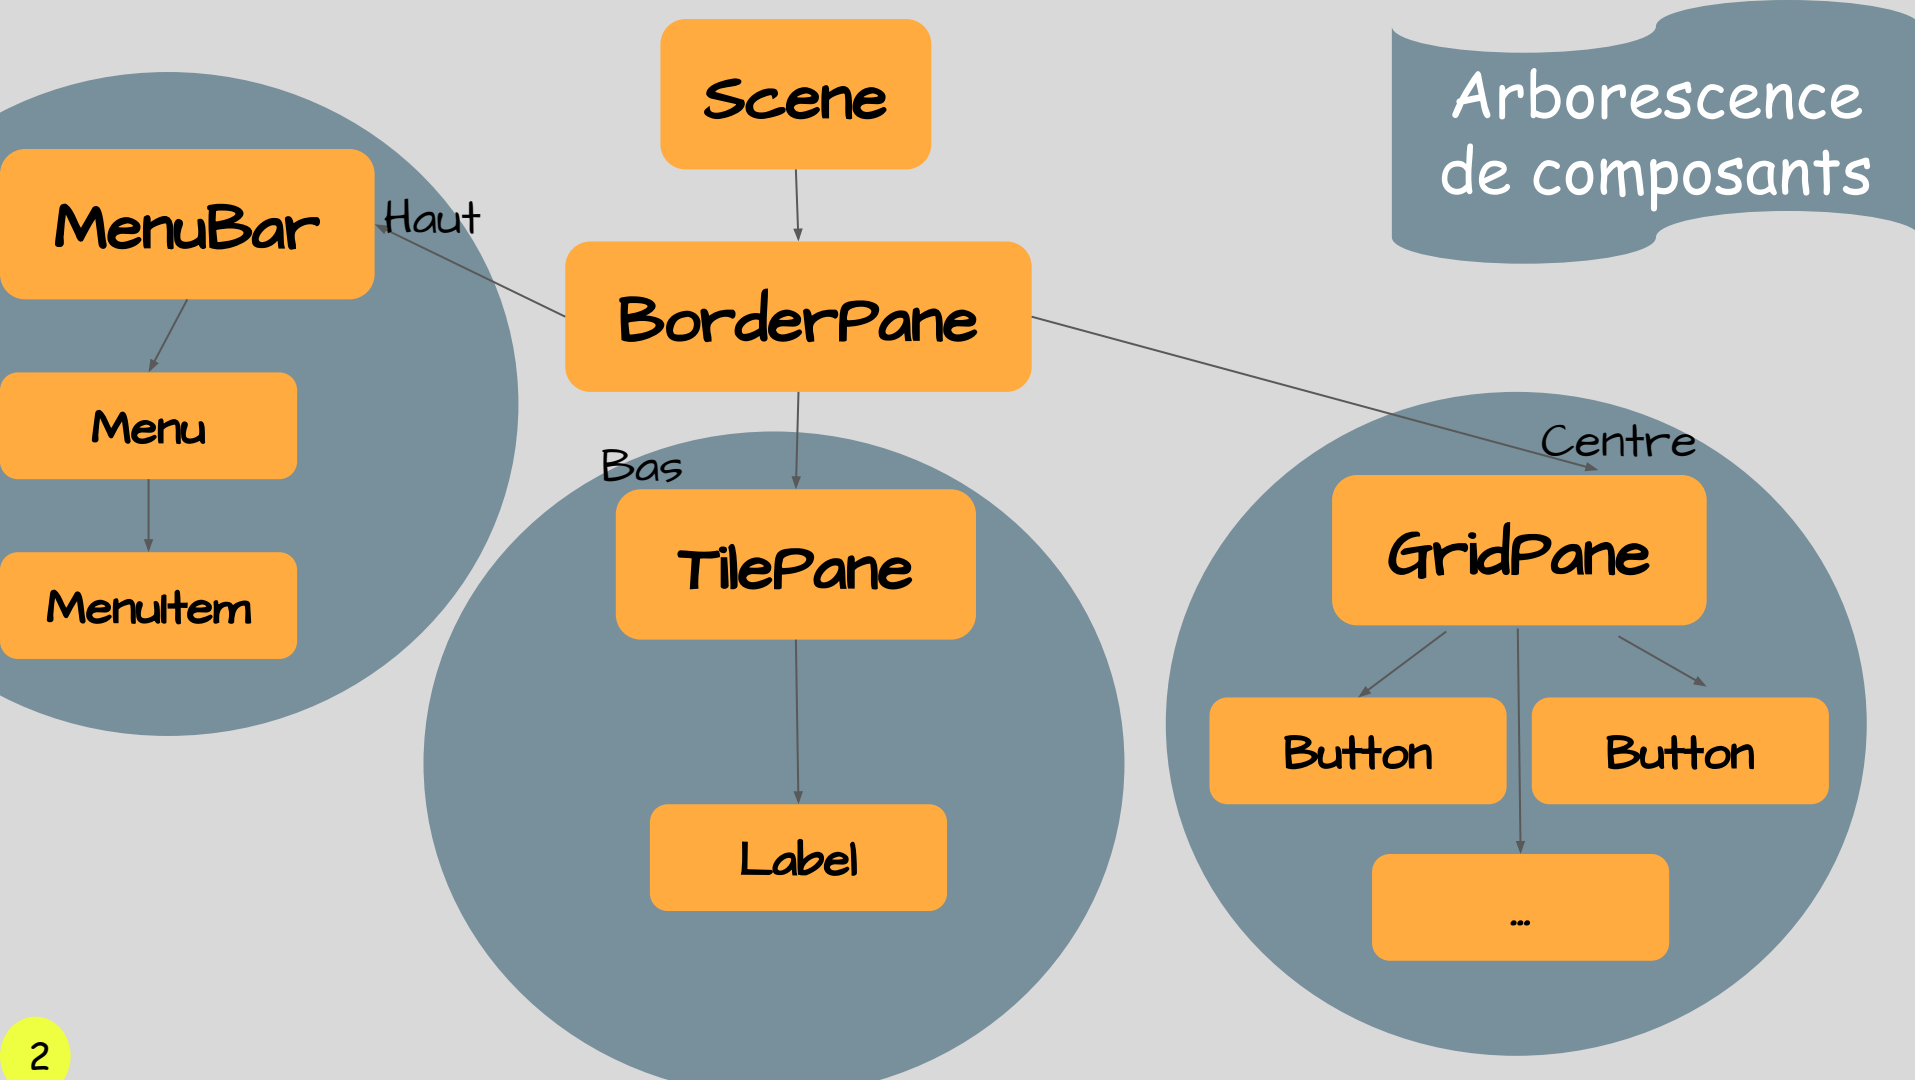 Arborescence
de composants
Scene
MenuBar
Haut
BorderPane
Menu
Bas
Centre
TilePane
GridPane
MenuItem
Button
Button
Label
...
2